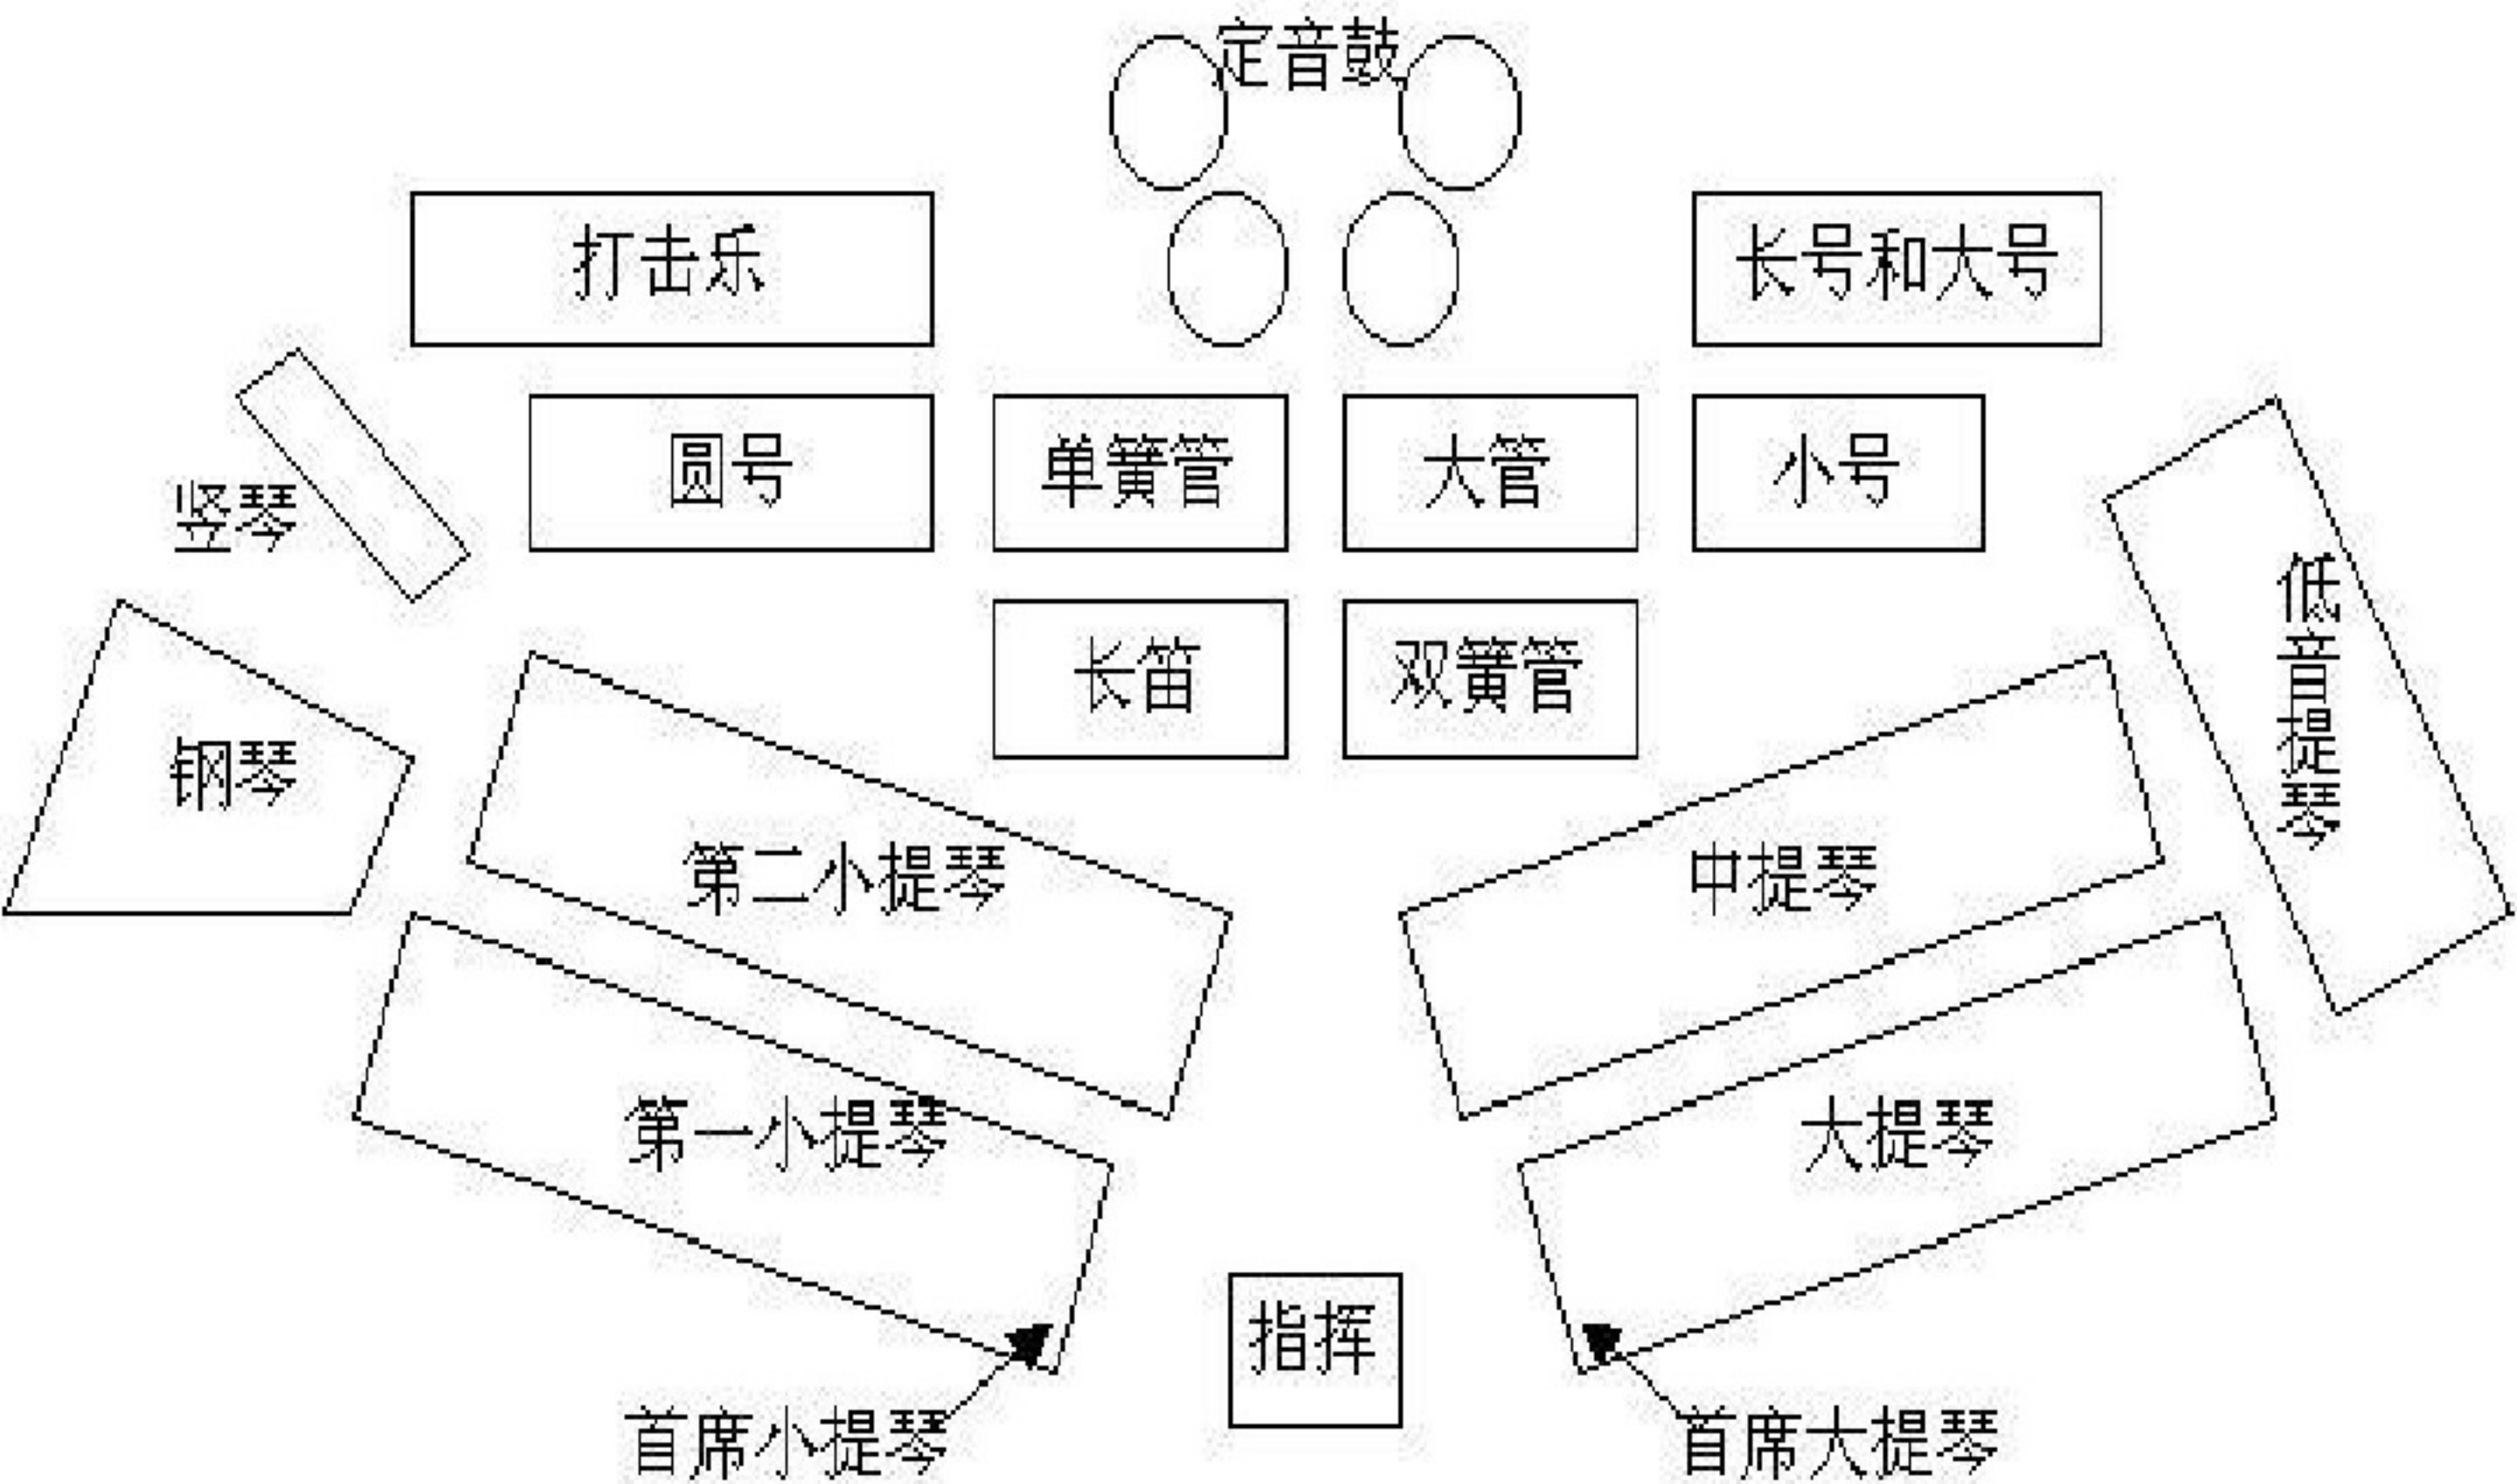 定音鼓
打击乐
长号和大号
圆号
单簧管
大管
小号
竖琴
低音提琴
长笛
双簧管
钢琴
第二小提琴
中提琴
第一小提琴
大提琴
指挥
首席小提琴
首席大提琴